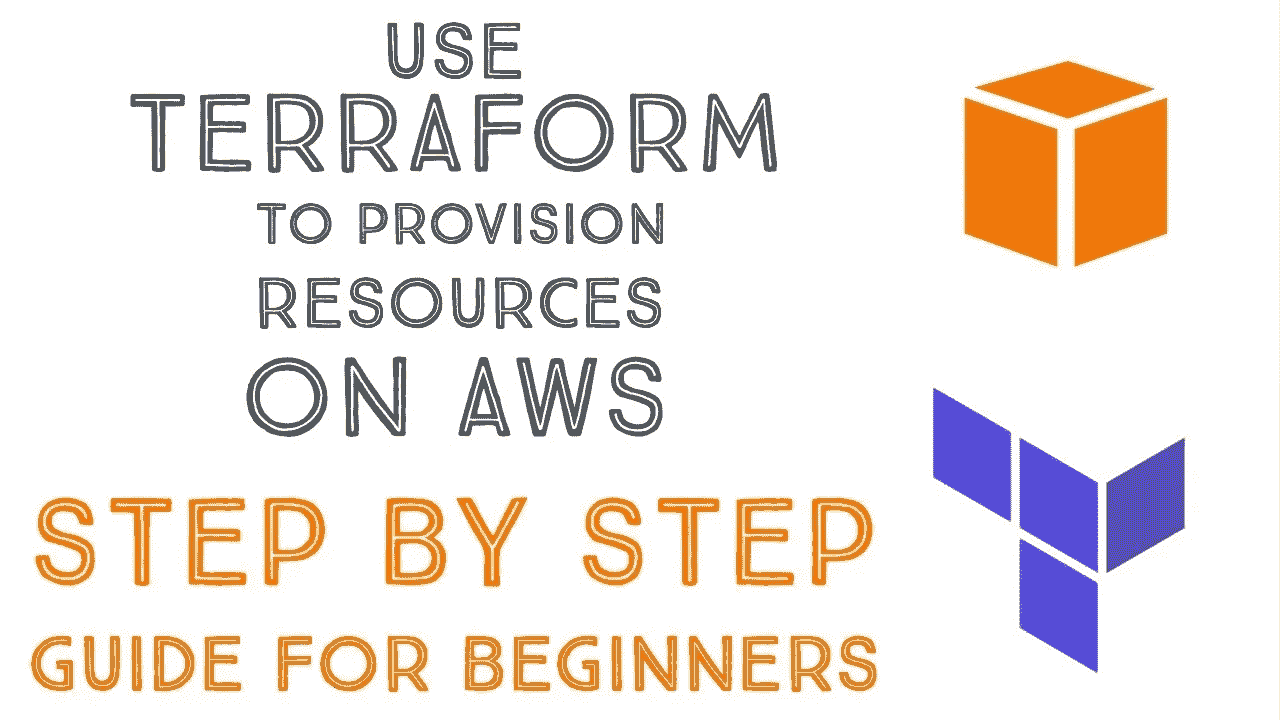 USE
TERRAFORM
TO PROVISION
RESOURCES
ON AWS
STEP BY STEP
GUIDE FOR BEGINNERS